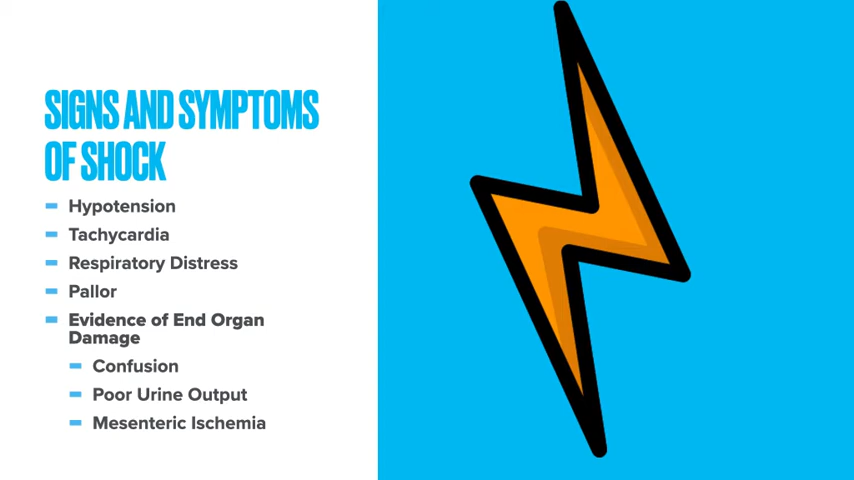 SIGNS AND SYMPTOMS
OF SHOCK
Hypotension
Tachycardia
Respiratory Distress
Pallor
Evidence of End Organ
Damage
Confusion
Poor Urine Output
Mesenteric Ischemia